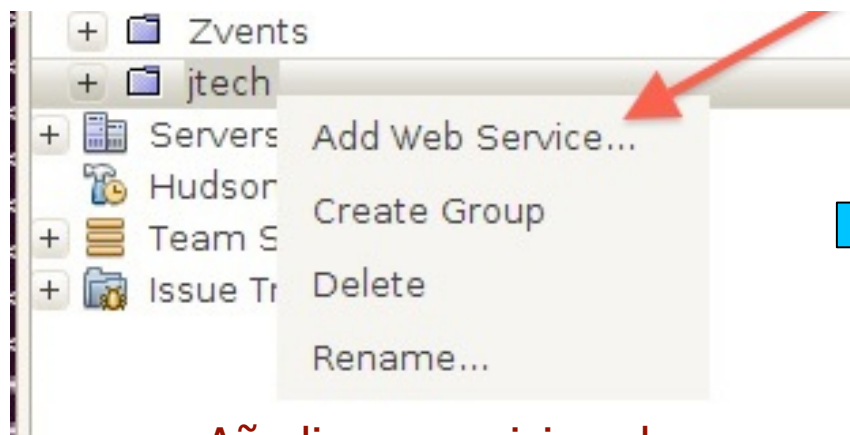 Zvents
jtech
Servers
Add Web Service...
Hudson
Create Group
Team S
Issue Tr
Delete
Rename...